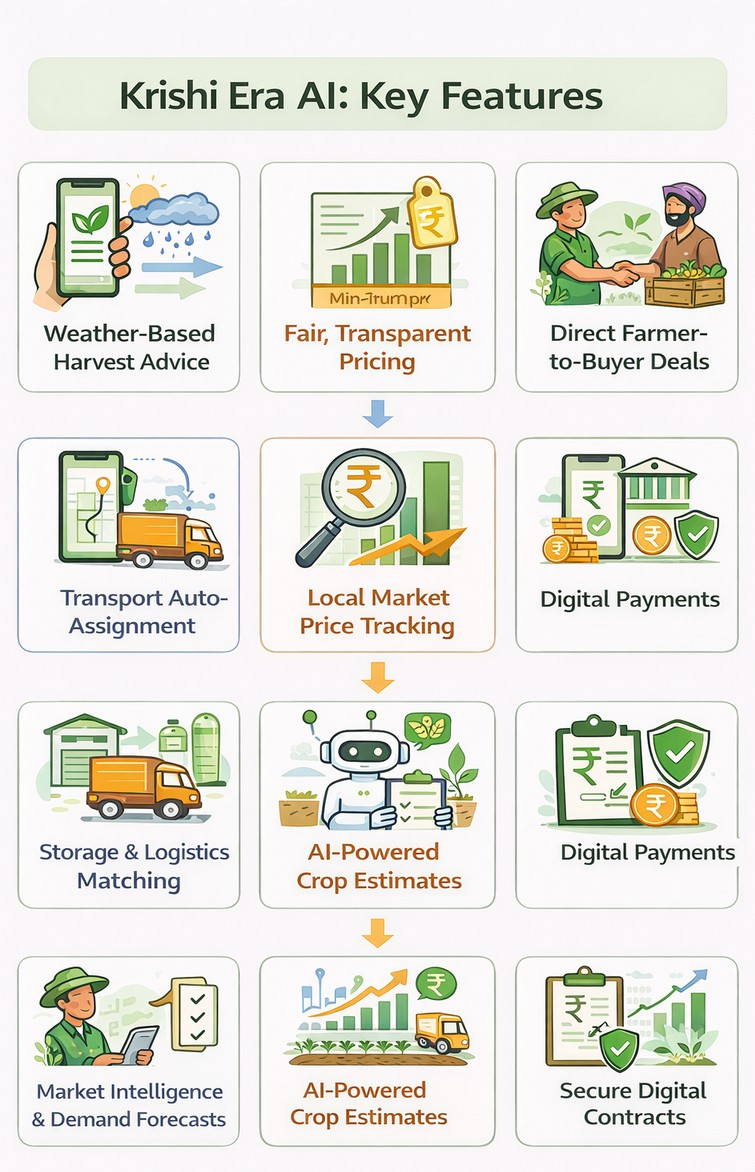 Krishi Era AI: Key Features
Weather-Based
Harvest Advice
Fair, Transparent
Pricing
Direct Farmer-
to-Buyer Deals
Transport Auto-
Assignment
Local Market
Price Tracking
Digital Payments
Storage & Logistics
Matching
AI-Powered
Crop Estimates
Digital Payments
Market Intelligence
& Demand Forecasts
AI-Powered
Crop Estimates
Secure Digital
Contracts